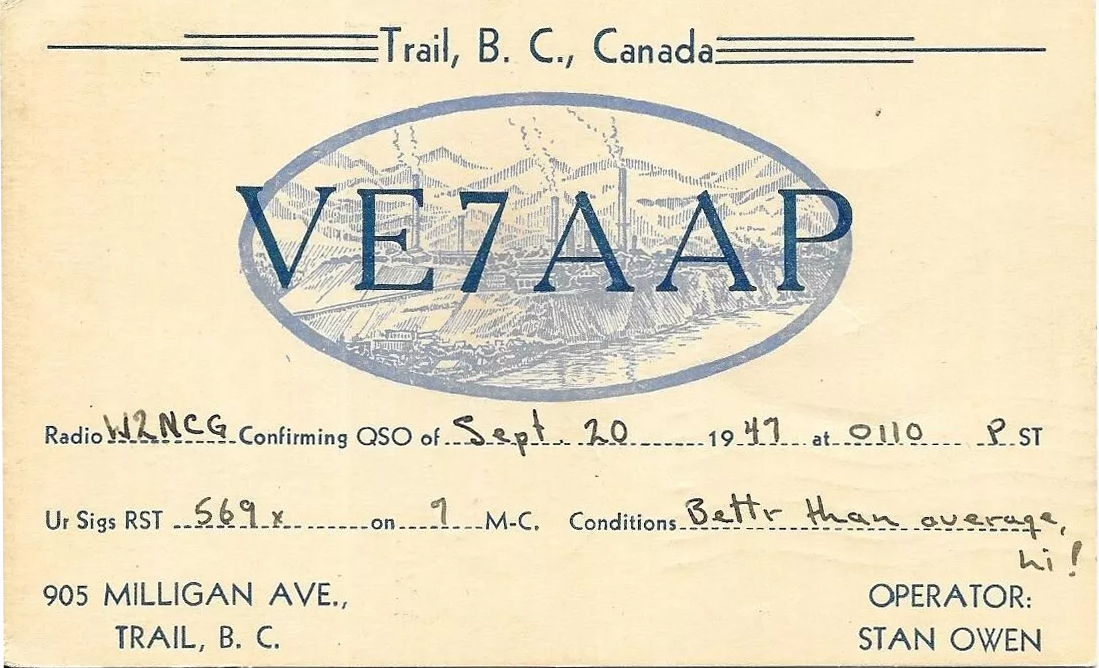 Trail, B. C., Canada
VE7AAP
Radio W2NCG Confirming QSO of Sept. 20 1947 at 0110 P ST
Ur Sigs RST 569x on 7 M-C. Conditions Bettr than average,
hi!
905 MILLIGAN AVE.,
TRAIL, B. C.
OPERATOR:
STAN OWEN